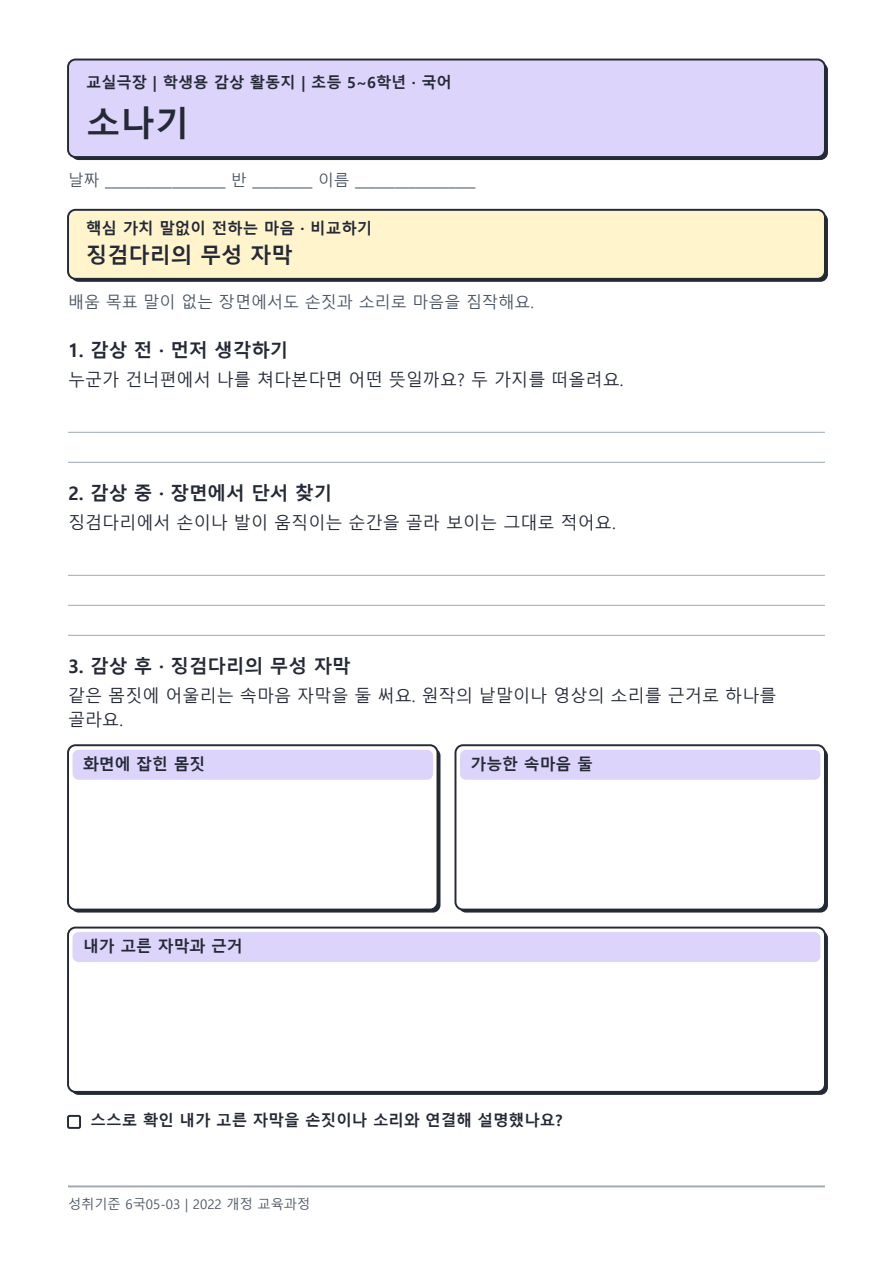 교실극장 | 학생용 감상 활동지 | 초등 5~6학년 · 국어
소나기
날짜 _______________ 반 _______ 이름 _______________
핵심 가치 말없이 전하는 마음 · 비교하기
징검다리의 무성 자막
배움 목표 말이 없는 장면에서도 손짓과 소리로 마음을 짐작해요.
1. 감상 전 · 먼저 생각하기
누군가 건너편에서 나를 쳐다본다면 어떤 뜻일까요? 두 가지를 떠올려요.
2. 감상 중 · 장면에서 단서 찾기
징검다리에서 손이나 발이 움직이는 순간을 골라 보이는 그대로 적어요.
3. 감상 후 · 징검다리의 무성 자막
같은 몸짓에 어울리는 속마음 자막을 둘 써요. 원작의 낱말이나 영상의 소리를 근거로 하나를
골라요.
화면에 잡힌 몸짓
가능한 속마음 둘
내가 고른 자막과 근거
스스로 확인 내가 고른 자막을 손짓이나 소리와 연결해 설명했나요?
성취기준 6국05-03 | 2022 개정 교육과정